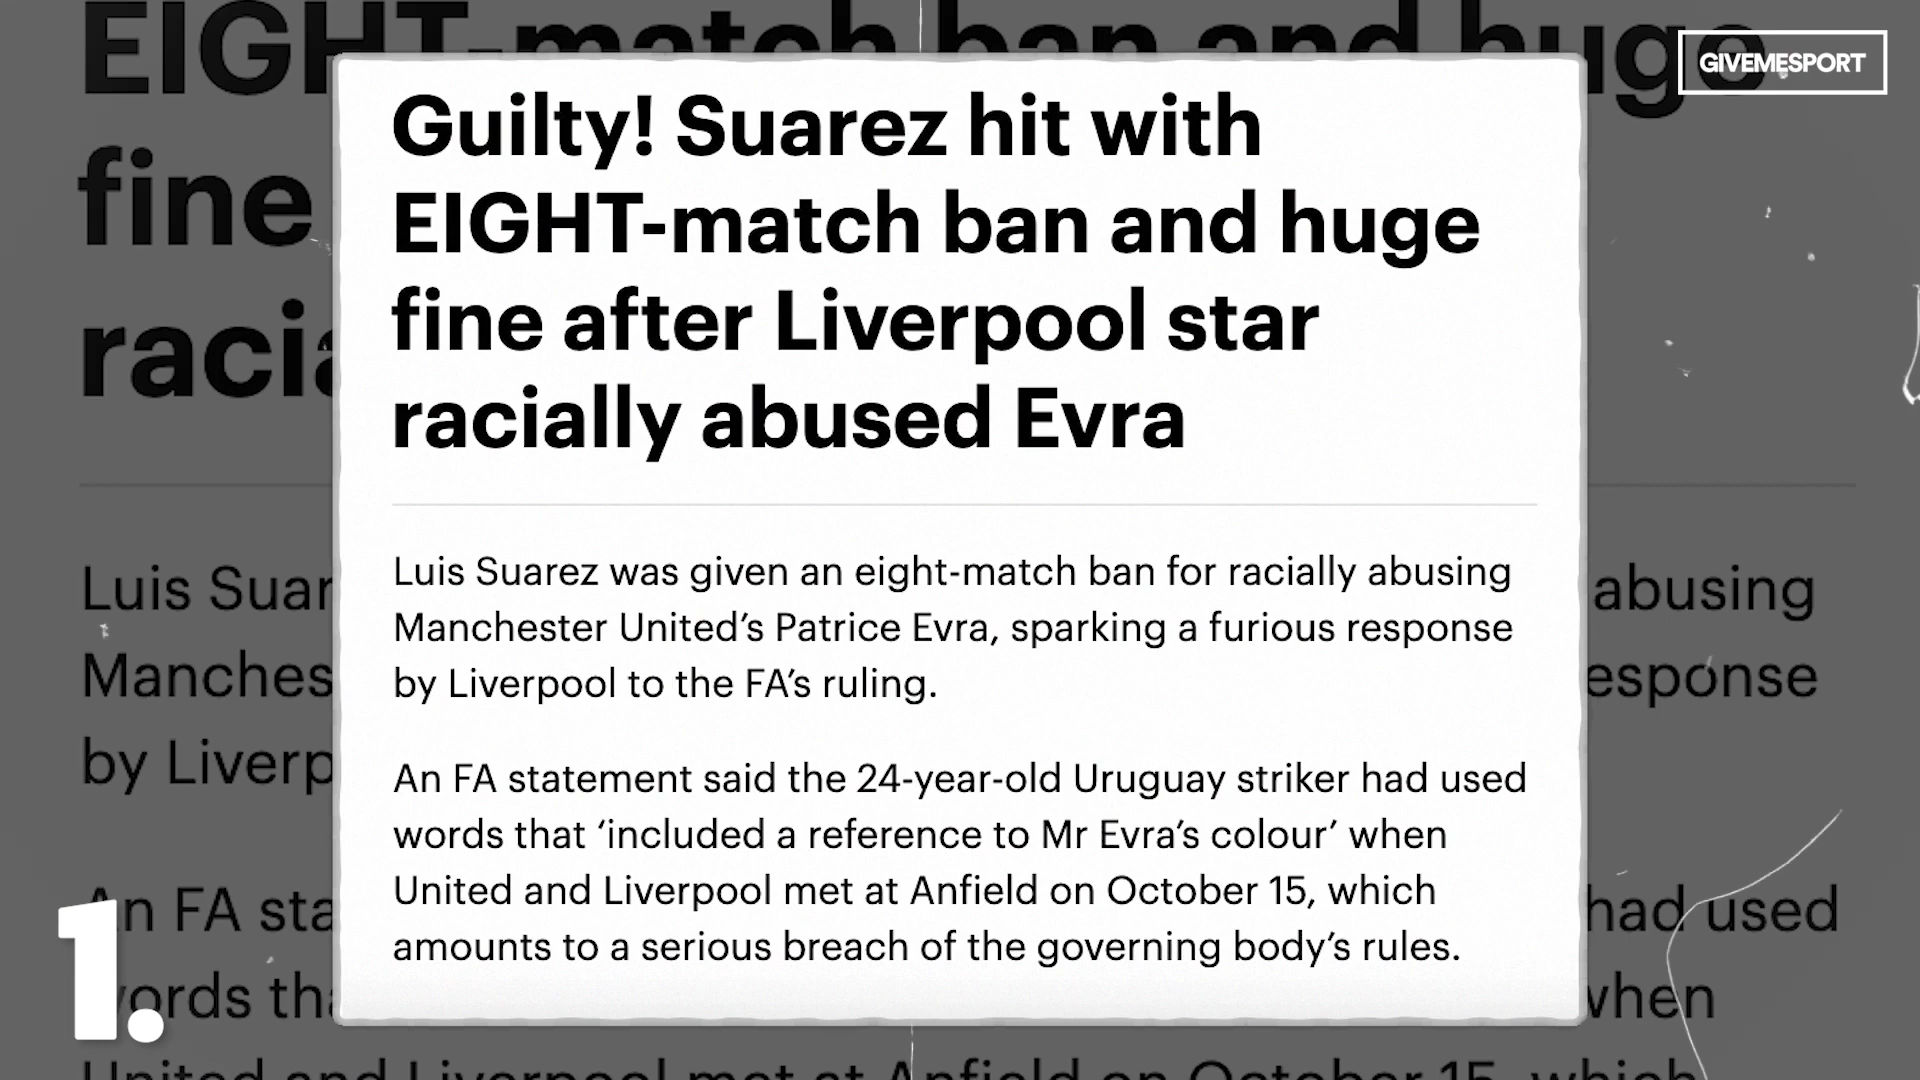 GIVEMESPORT
Guilty! Suarez hit with
EIGHT-match ban and huge
fine after Liverpool star
racially abused Evra
Luis Suarez was given an eight-match ban for racially abusing
Manchester United’s Patrice Evra, sparking a furious response
by Liverpool to the FA’s ruling.
An FA statement said the 24-year-old Uruguay striker had used
words that ‘included a reference to Mr Evra’s colour’ when
United and Liverpool met at Anfield on October 15, which
amounts to a serious breach of the governing body’s rules.
1.